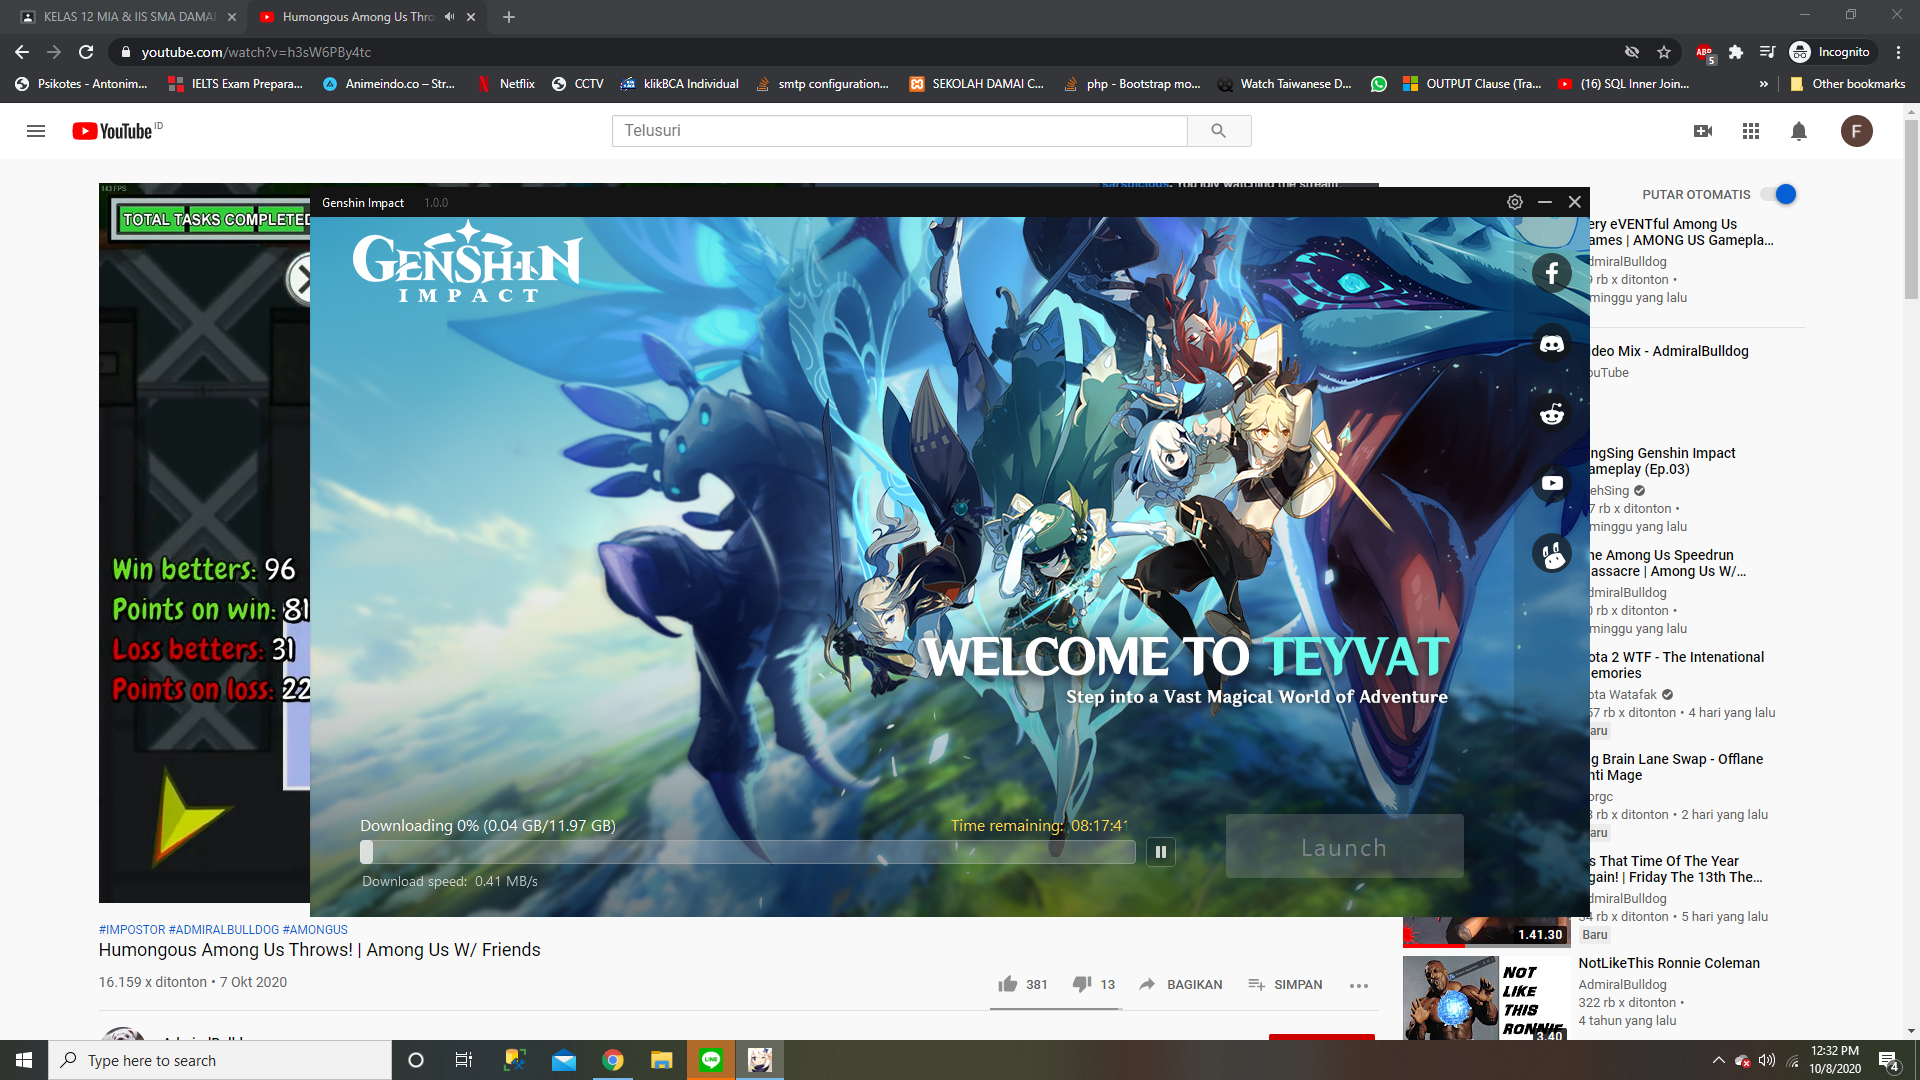 KELAS 12 MIA & IIS SMA DAMAI
Humongous Among Us Thro
youtube.com/watch?v=h3sW6PBy4tc
ABP
5
Incognito
Psikotes - Antonim...
IELTS Exam Prepara...
Animeindo.co – Str...
Netflix
CCTV
klikBCA Individual
smtp configuration...
SEKOLAH DAMAI C...
php - Bootstrap mo...
Watch Taiwanese D...
OUTPUT Clause (Tra...
(16) SQL Inner Join...
»
Other bookmarks
YouTube ID
Telusuri
F
143 FPS
TOTAL TASKS COMPLETED
Win betters: 96
Points on win: 81
Loss betters: 31
Points on loss: 22
Genshin Impact 1.0.0
GENSHIN
IMPACT
WELCOME TO TEYVAT
Step into a Vast Magical World of Adventure
Downloading 0% (0.04 GB/11.97 GB)
Time remaining: 08:17:41
Download speed: 0.41 MB/s
Launch
#IMPOSTOR #ADMIRALBULLDOG #AMONGUS
Humongous Among Us Throws! | Among Us W/ Friends
16.159 x ditonton • 7 Okt 2020
381
13
BAGIKAN
SIMPAN
PUTAR OTOMATIS
ery eVENTful Among Us
ames | AMONG US Gamepla...
dmiralBulldog
9 rb x ditonton •
minggu yang lalu
deo Mix - AdmiralBulldog
ouTube
ngSing Genshin Impact
ameplay (Ep.03)
ehSing
7 rb x ditonton •
minggu yang lalu
ne Among Us Speedrun
assacre | Among Us W/...
dmiralBulldog
0 rb x ditonton •
minggu yang lalu
ota 2 WTF - The Intenational
emories
ota Watafak
57 rb x ditonton • 4 hari yang lalu
aru
g Brain Lane Swap - Offlane
nti Mage
orgc
3 rb x ditonton • 2 hari yang lalu
aru
s That Time Of The Year
gain! | Friday The 13th The...
dmiralBulldog
34 rb x ditonton • 5 hari yang lalu
Baru
1.41.30
NotLikeThis Ronnie Coleman
AdmiralBulldog
322 rb x ditonton •
4 tahun yang lalu
NOT
LIKE
THIS
RONNIE
3.40
Type here to search
LINE
12:32 PM
10/8/2020
4